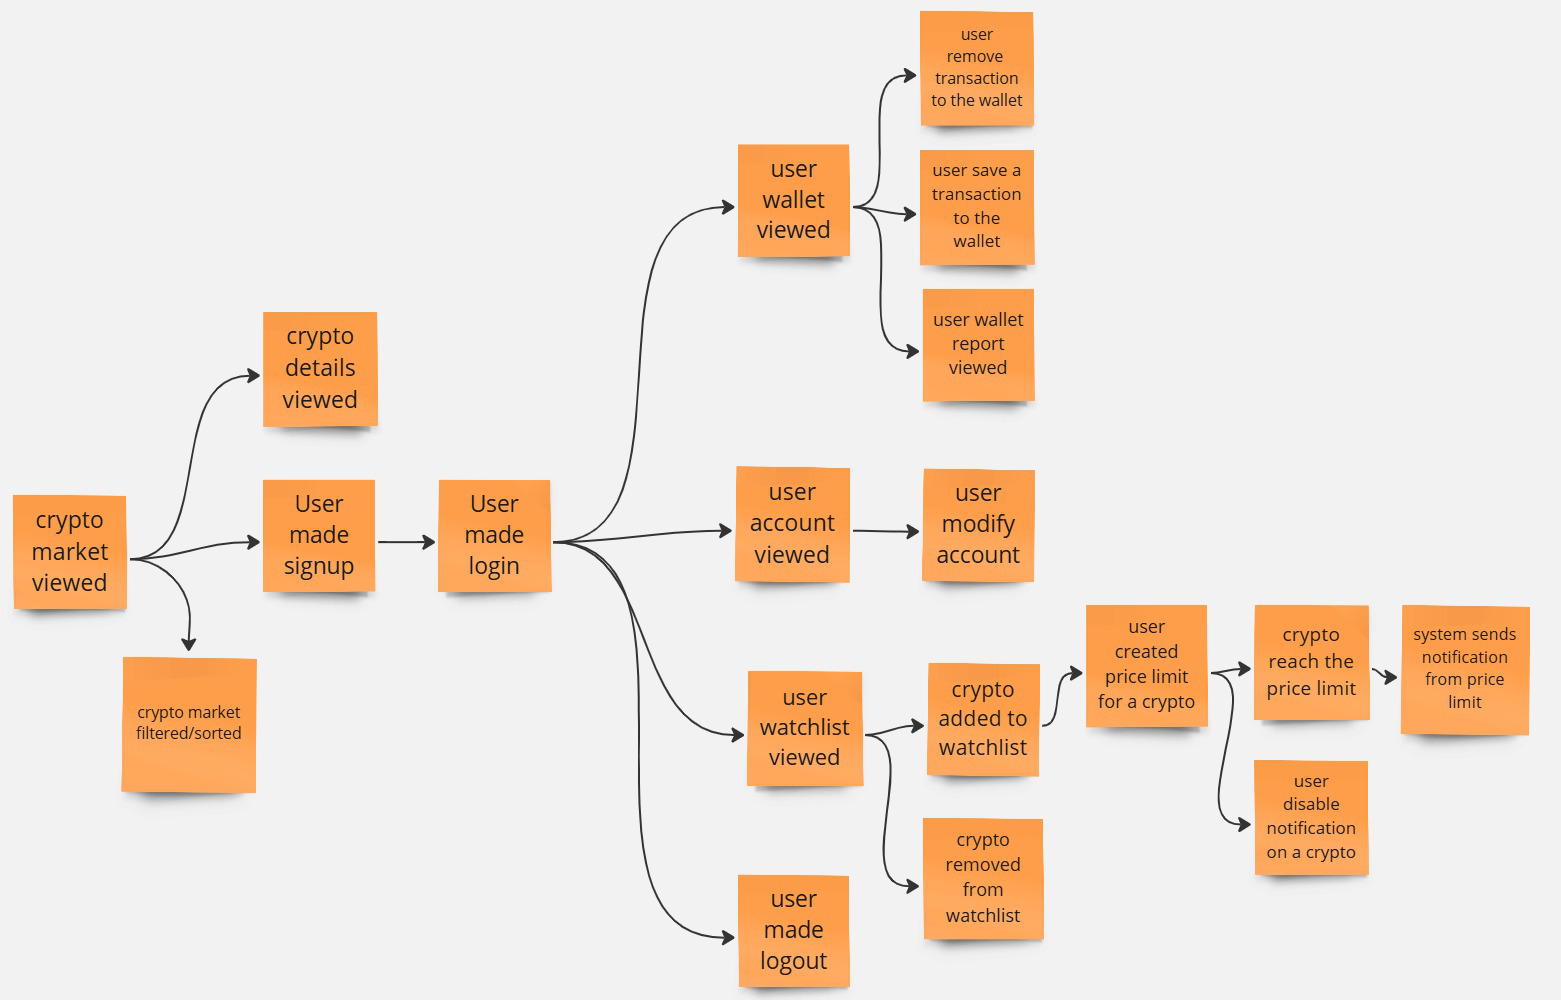 user
remove
transaction
to the wallet
user
wallet
viewed
user save a
transaction
to the
wallet
user wallet
report
viewed
crypto
details
viewed
crypto
market
viewed
User
made
signup
User
made
login
user
account
viewed
user
modify
account
crypto market
filtered/sorted
user
watchlist
viewed
crypto
added to
watchlist
user
created
price limit
for a crypto
crypto
reach the
price limit
system sends
notification
from price
limit
user
disable
notification
on a crypto
crypto
removed
from
watchlist
user
made
logout